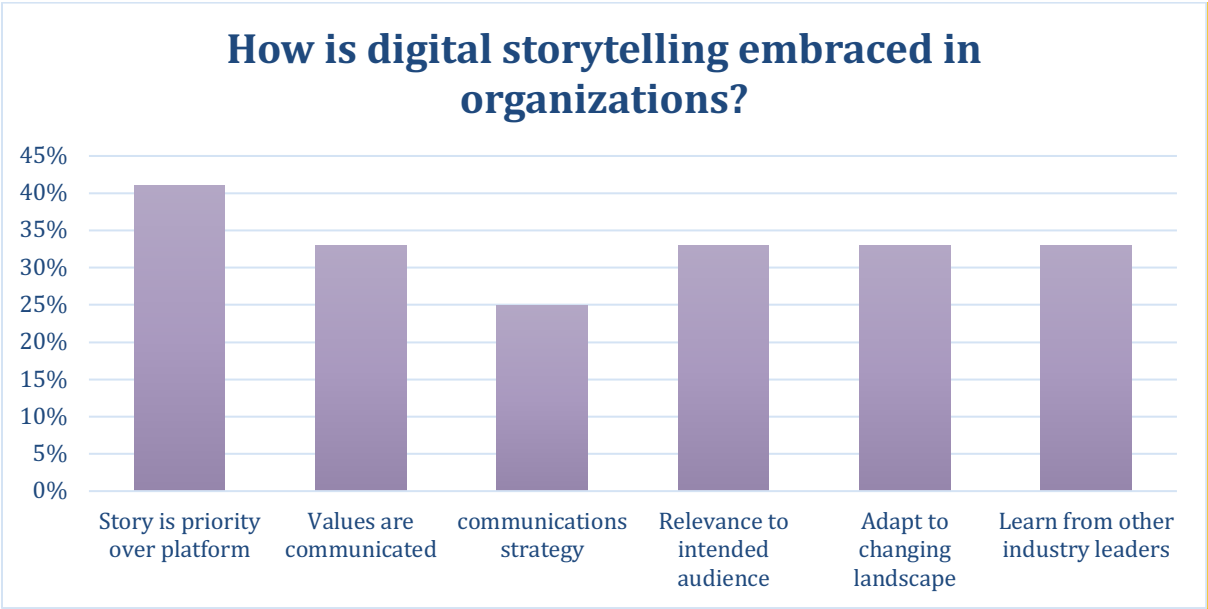 How is digital storytelling embraced in
organizations?
45%
40%
35%
30%
25%
20%
15%
10%
5%
0%
Story is priority
over platform
Values are
communicated
communications
strategy
Relevance to
intended
audience
Adapt to
changing
landscape
Learn from other
industry leaders